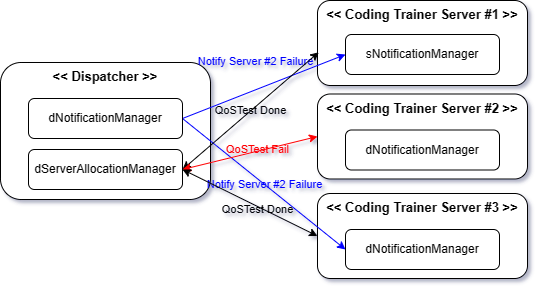 << Coding Trainer Server #1 >>
sNotificationManager
Notify Server #2 Failure
<< Dispatcher >>
dNotificationManager
QoSTest Done
<< Coding Trainer Server #2 >>
QoSTest Fail
dNotificationManager
dServerAllocationManager
Notify Server #2 Failure
QoSTest Done
<< Coding Trainer Server #3 >>
dNotificationManager